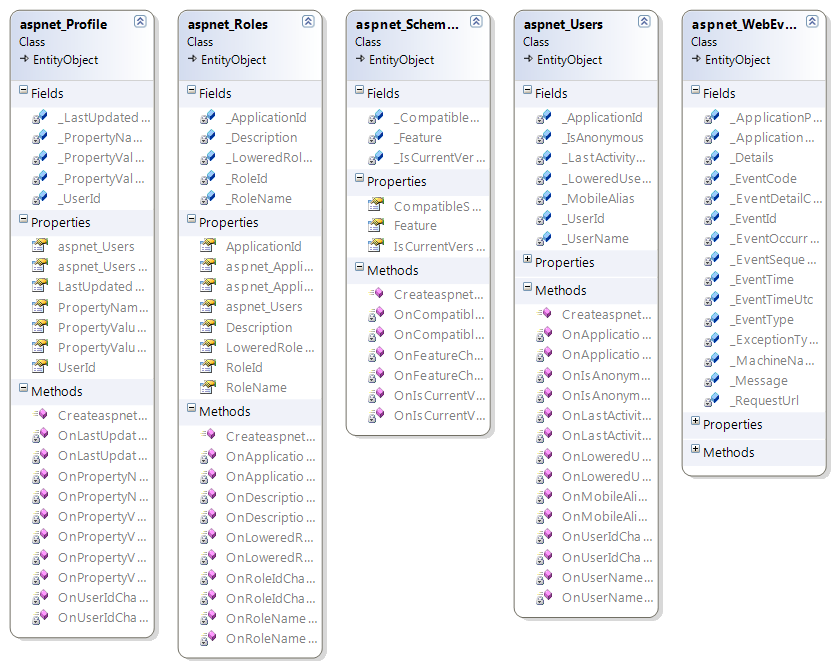 aspnet_Profile
Class
EntityObject
Fields
_LastUpdated...
_PropertyNa...
_PropertyVal...
_PropertyVal...
_UserId
Properties
aspnet_Users
aspnet_Users...
LastUpdated...
PropertyNam...
PropertyValu...
PropertyValu...
UserId
Methods
Createaspnet...
OnLastUpdat...
OnLastUpdat...
OnPropertyN...
OnPropertyN...
OnPropertyV...
OnPropertyV...
OnPropertyV...
OnPropertyV...
OnUserIdCha...
OnUserIdCha...
aspnet_Roles
Class
EntityObject
Fields
_ApplicationId
_Description
_LoweredRol...
_RoleId
_RoleName
Properties
ApplicationId
aspnet_Appli...
aspnet_Appli...
aspnet_Users
Description
LoweredRole...
RoleId
RoleName
Methods
Createaspnet...
OnApplicatio...
OnApplicatio...
OnDescriptio...
OnDescriptio...
OnLoweredR...
OnLoweredR...
OnRoleIdCha...
OnRoleIdCha...
OnRoleName...
OnRoleName...
aspnet_Schem...
Class
EntityObject
Fields
_Compatible...
_Feature
_IsCurrentVer...
Properties
CompatibleS...
Feature
IsCurrentVers...
Methods
Createaspnet...
OnCompatibl...
OnCompatibl...
OnFeatureCh...
OnFeatureCh...
OnIsCurrentV...
OnIsCurrentV...
aspnet_Users
Class
EntityObject
Fields
_ApplicationId
_IsAnonymous
_LastActivity...
_LoweredUse...
_MobileAlias
_UserId
_UserName
Properties
Methods
Createaspnet...
OnApplicatio...
OnApplicatio...
OnIsAnonym...
OnIsAnonym...
OnLastActivit...
OnLastActivit...
OnLoweredU...
OnLoweredU...
OnMobileAli...
OnMobileAli...
OnUserIdCha...
OnUserIdCha...
OnUserName...
OnUserName...
aspnet_WebEv...
Class
EntityObject
Fields
_ApplicationP...
_Application...
_Details
_EventCode
_EventDetailC...
_EventId
_EventOccurr...
_EventSeque...
_EventTime
_EventTimeUtc
_EventType
_ExceptionTy...
_MachineNa...
_Message
_RequestUrl
Properties
Methods